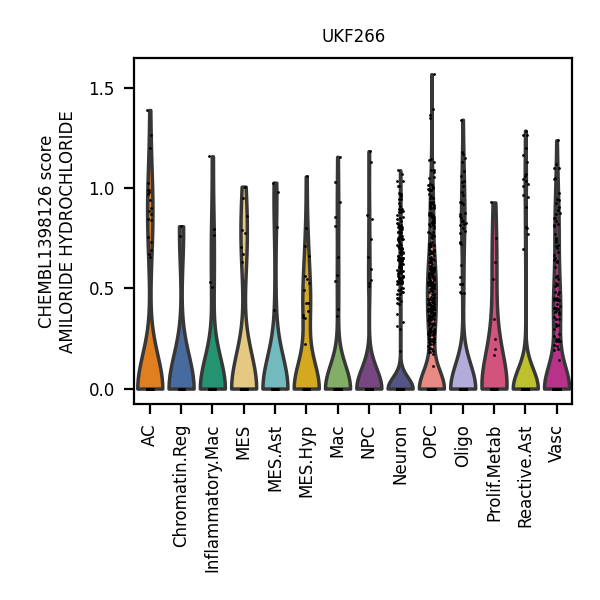 UKF266
CHEMBL1398126 score
AMILORIDE HYDROCHLORIDE
1.5
1.0
0.5
0.0
AC
Chromatin.Reg
Inflammatory.Mac
MES
MES.Ast
MES.Hyp
Mac
NPC
Neuron
OPC
Oligo
Prolif.Metab
Reactive.Ast
Vasc